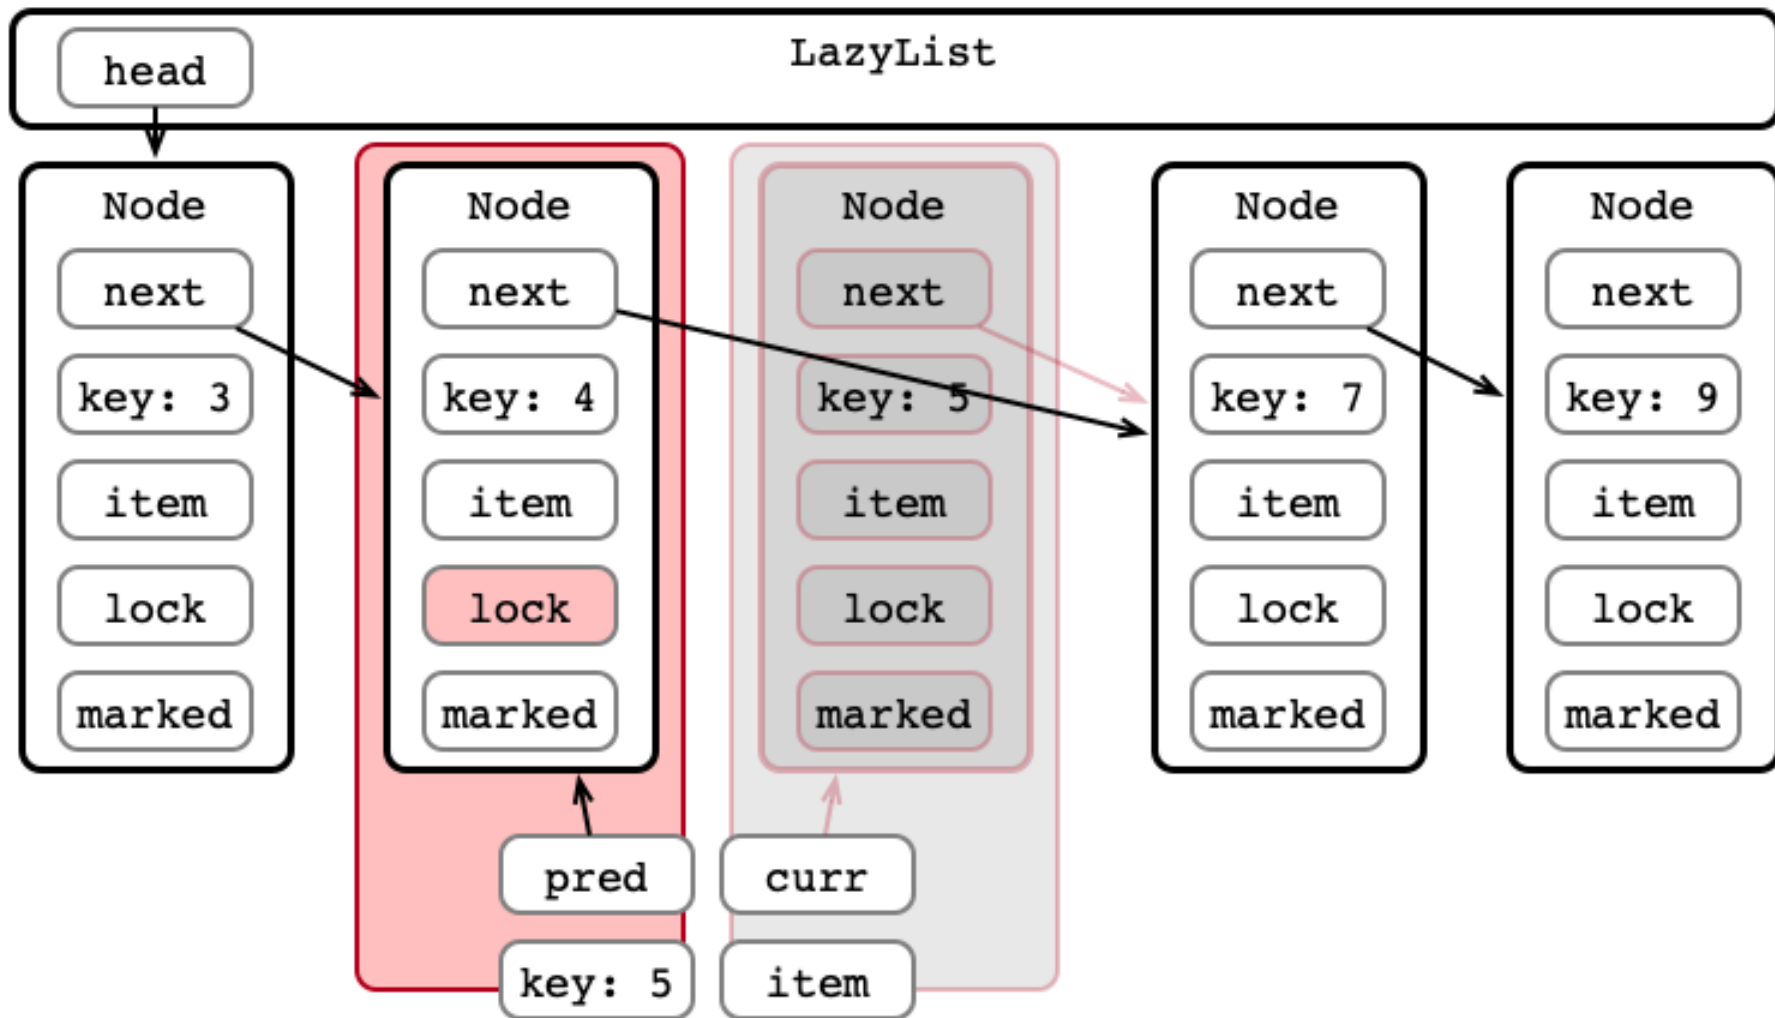 LazyList
head
Node
next
key: 3
item
lock
marked
Node
next
key: 4
item
lock
marked
Node
next
key: 5
item
lock
marked
Node
next
key: 7
item
lock
marked
Node
next
key: 9
item
lock
marked
pred
curr
key: 5
item